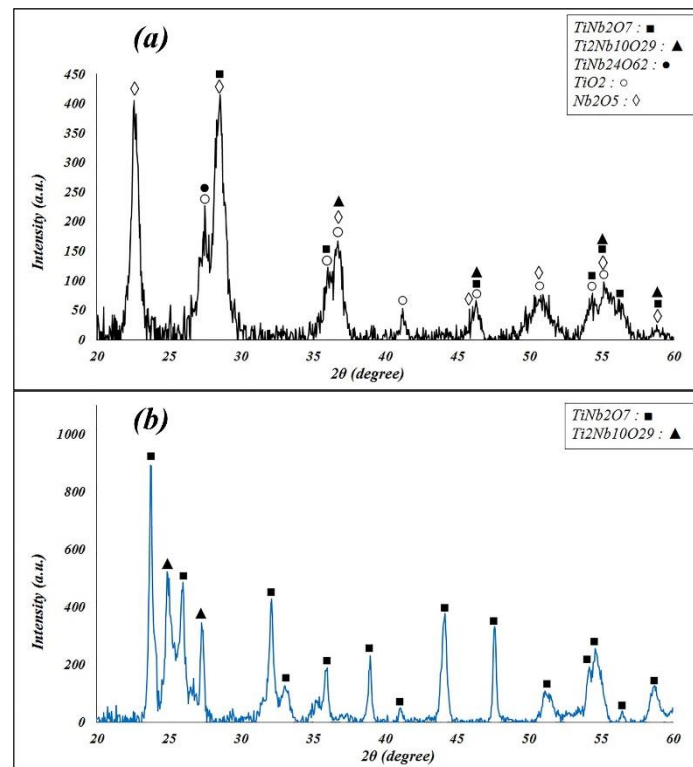 (a)
TiNb2O7 : ■
Ti2Nb10O29 : ▲
TiNb24O62 : ●
TiO2 : ○
Nb2O5 : ◊
Intensity (a.u.)
450
400
350
300
250
200
150
100
50
0
20 25 30 35 40 45 50 55 60
2θ (degree)
(b)
TiNb2O7 : ■
Ti2Nb10O29 : ▲
Intensity (a.u.)
1000
800
600
400
200
0
20 25 30 35 40 45 50 55 60
2θ (degree)